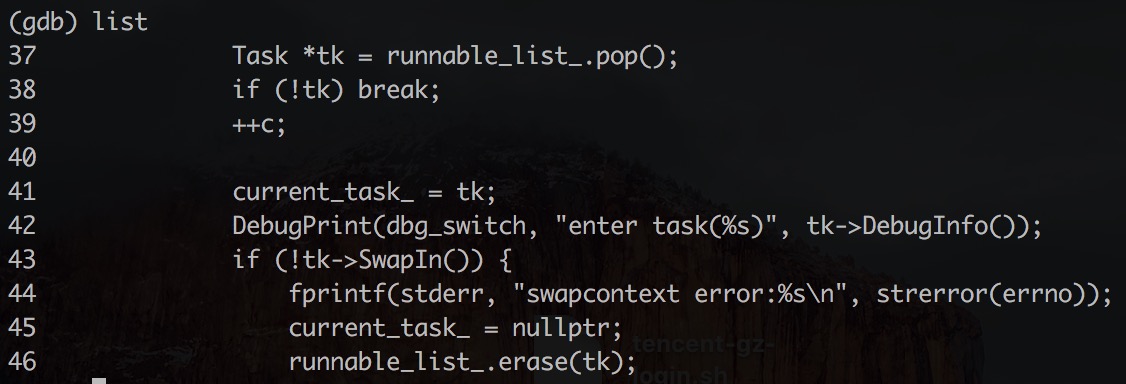 (gdb) list
37 Task *tk = runnable_list_.pop();
38 if (!tk) break;
39 ++c;
40
41 current_task_ = tk;
42 DebugPrint(dbg_switch, "enter task(%s)", tk->DebugInfo());
43 if (!tk->SwapIn()) {
44 fprintf(stderr, "swapcontext error:%s\n", strerror(errno));
45 current_task_ = nullptr;
tencent-gz-
46 runnable_list_.erase(tk);
login.sh